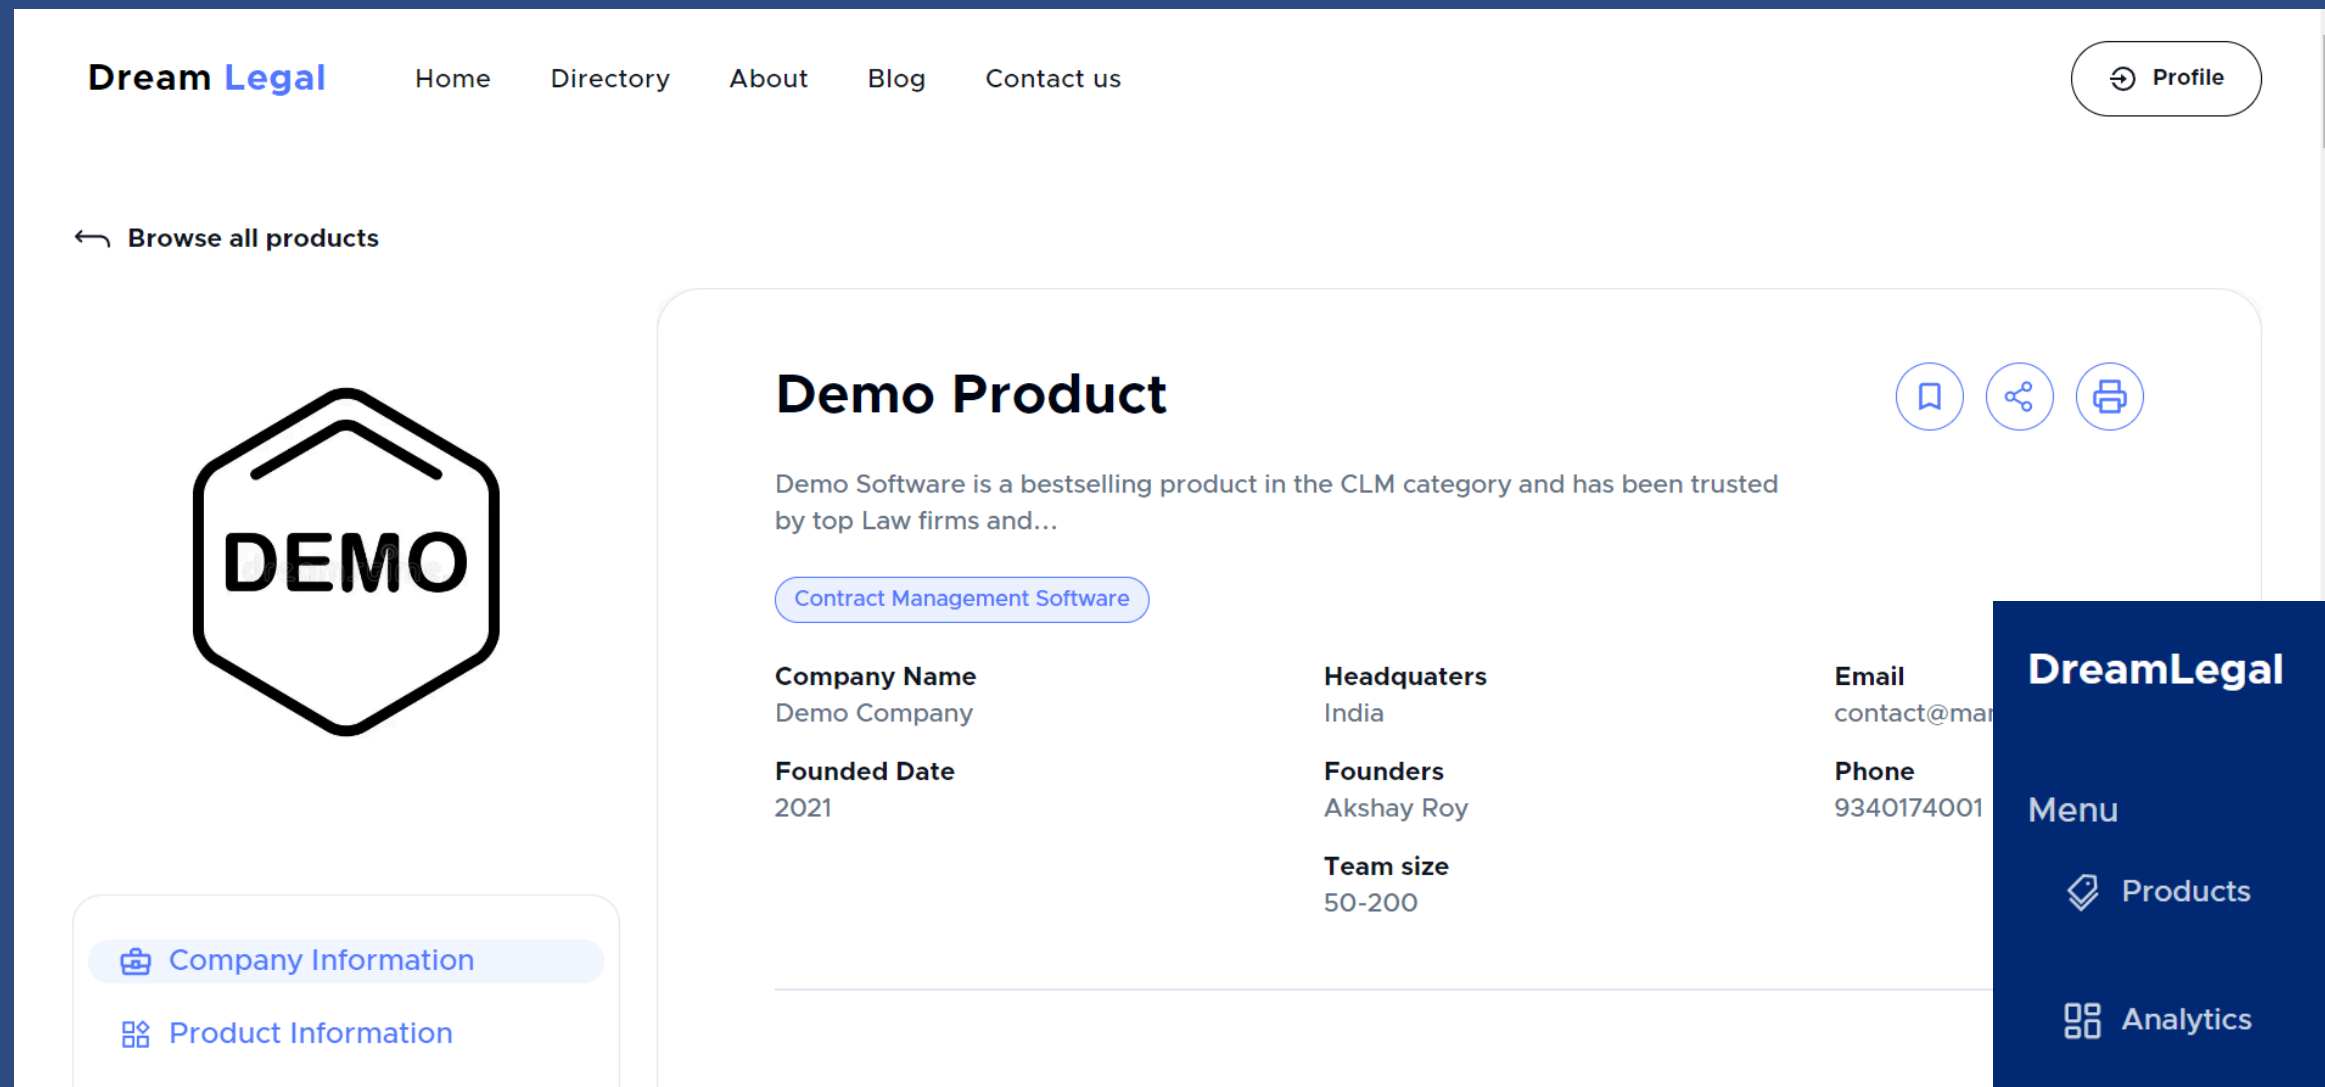 Dream Legal
Home
Directory
About
Blog
Contact us
Profile
Browse all products
DEMO
Demo Product
Demo Software is a bestselling product in the CLM category and has been trusted
by top Law firms and...
Contract Management Software
Company Name
Demo Company
Headquaters
India
Email
contact@mar
Founded Date
2021
Founders
Akshay Roy
Phone
9340174001
Team size
50-200
Company Information
Product Information
DreamLegal
Menu
Products
Analytics